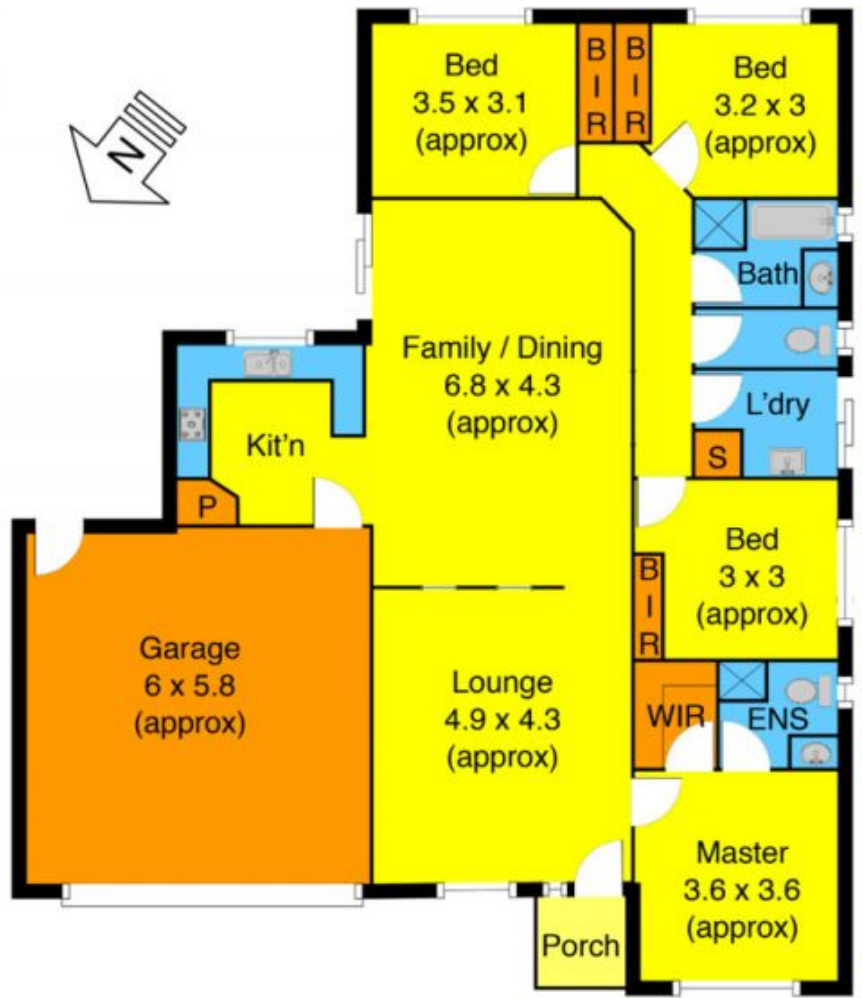 Bed
3.5 x 3.1
(approx)
B
I
R
B
I
R
Bed
3.2 x 3
(approx)
N
Bath
Family / Dining
6.8 x 4.3
(approx)
L'dry
Kit'n
S
P
Bed
3 x 3
(approx)
B
I
R
Garage
6 x 5.8
(approx)
Lounge
4.9 x 4.3
(approx)
WIR
ENS
Master
3.6 x 3.6
(approx)
Porch